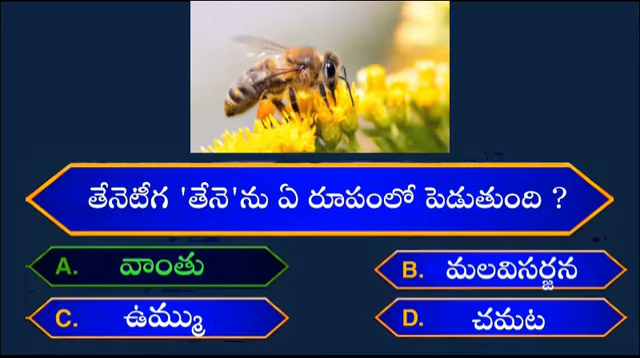 తేనెటీగ 'తేనె'ను ఏ రూపంలో పెడుతుంది ?
A. వాంతు
B. మలవిసర్జన
C. ఉమ్ము
D. చమట